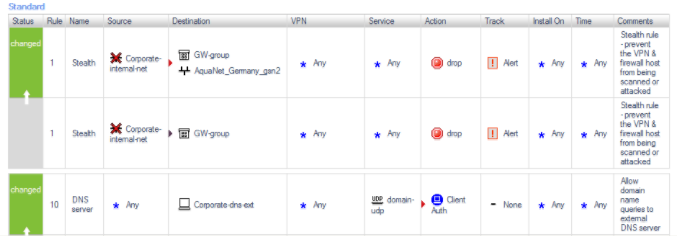 Standard
Status Rule Name Source Destination VPN Service Action Track Install On Time Comments
changed 1 Stealth Corporate-internal-net GW-group AquaNet_Germany_gsn2 Any Any drop Alert Any Any Stealth rule - prevent the VPN & firewall host from being scanned or attacked
1 Stealth Corporate-internal-net GW-group Any Any drop Alert Any Any Stealth rule - prevent the VPN & firewall host from being scanned or attacked
changed 10 DNS server Any Corporate-dns-ext Any UDP domain-udp Client Auth None Any Any Allow domain name queries to external DNS server